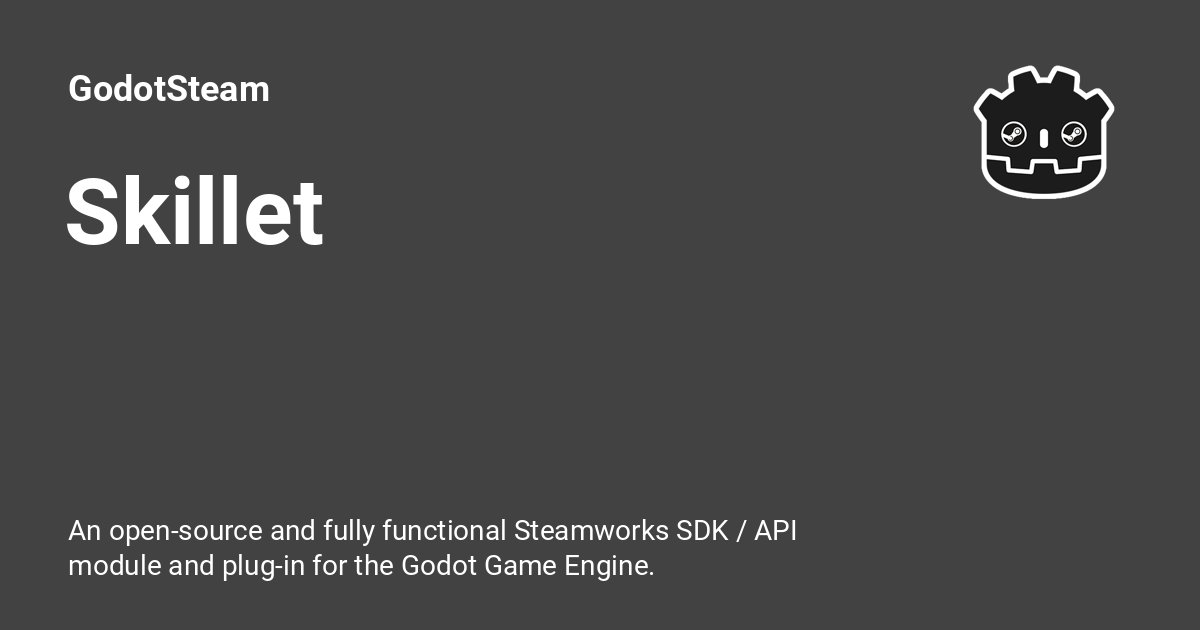 GodotSteam
Skillet
An open-source and fully functional Steamworks SDK / API
module and plug-in for the Godot Game Engine.